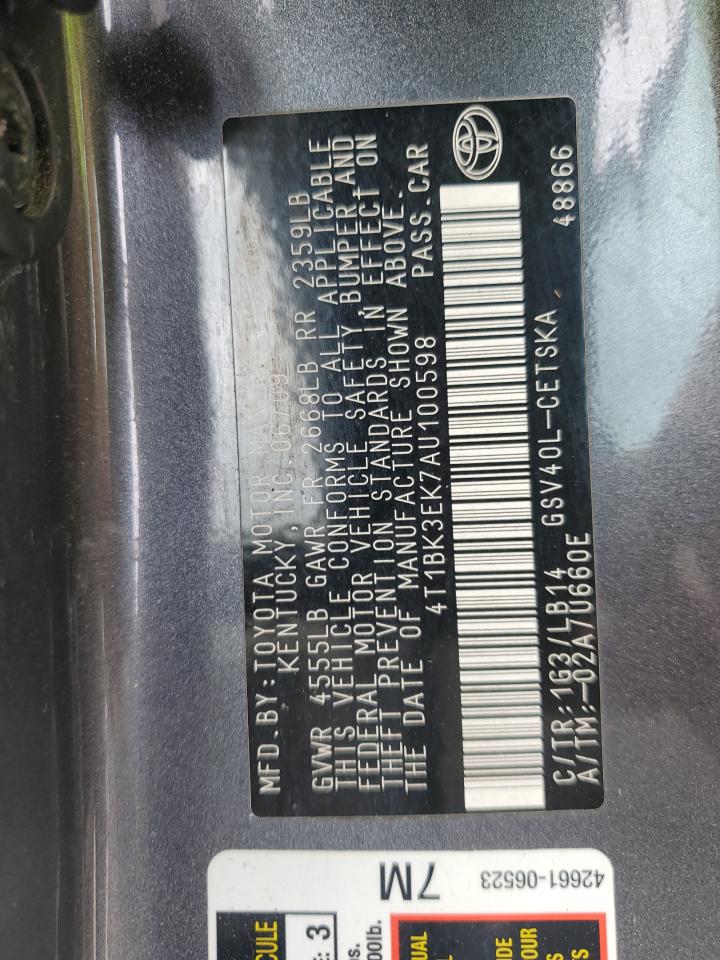 MFD.BY:TOYOTA MOTOR
KENTUCKY, INC. 06/09
GVWR 4555LB GAWR FR 2668LB RR 2359LB
THIS VEHICLE CONFORMS TO ALL APPLICABLE
FEDERAL MOTOR VEHICLE SAFETY, BUMPER, AND
THEFT PREVENTION STANDARDS IN EFFECT ON
THE DATE OF MANUFACTURE SHOWN ABOVE.
4T1BK3EK7AU100598 PASS.CAR
C/TR:1G3/LB14 GSV40L-CETSKA 48866
A/TM:-02A/U660E
7M
42661-06523
3